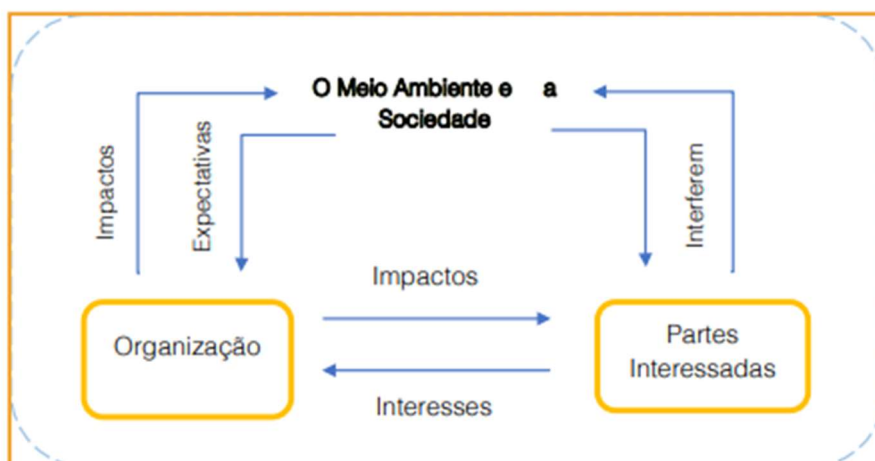 O Meio Ambiente e a
Sociedade
Impactos
Expectativas
Interferem
Impactos
Organização
Partes
Interessadas
Interesses